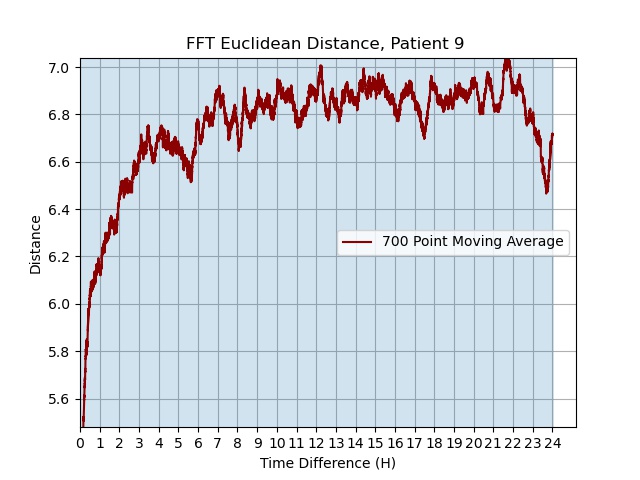 FFT Euclidean Distance, Patient 9
7.0
6.8
6.6
6.4
6.2
6.0
5.8
5.6
Distance
700 Point Moving Average
0 1 2 3 4 5 6 7 8 9 10 11 12 13 14 15 16 17 18 19 20 21 22 23 24
Time Difference (H)